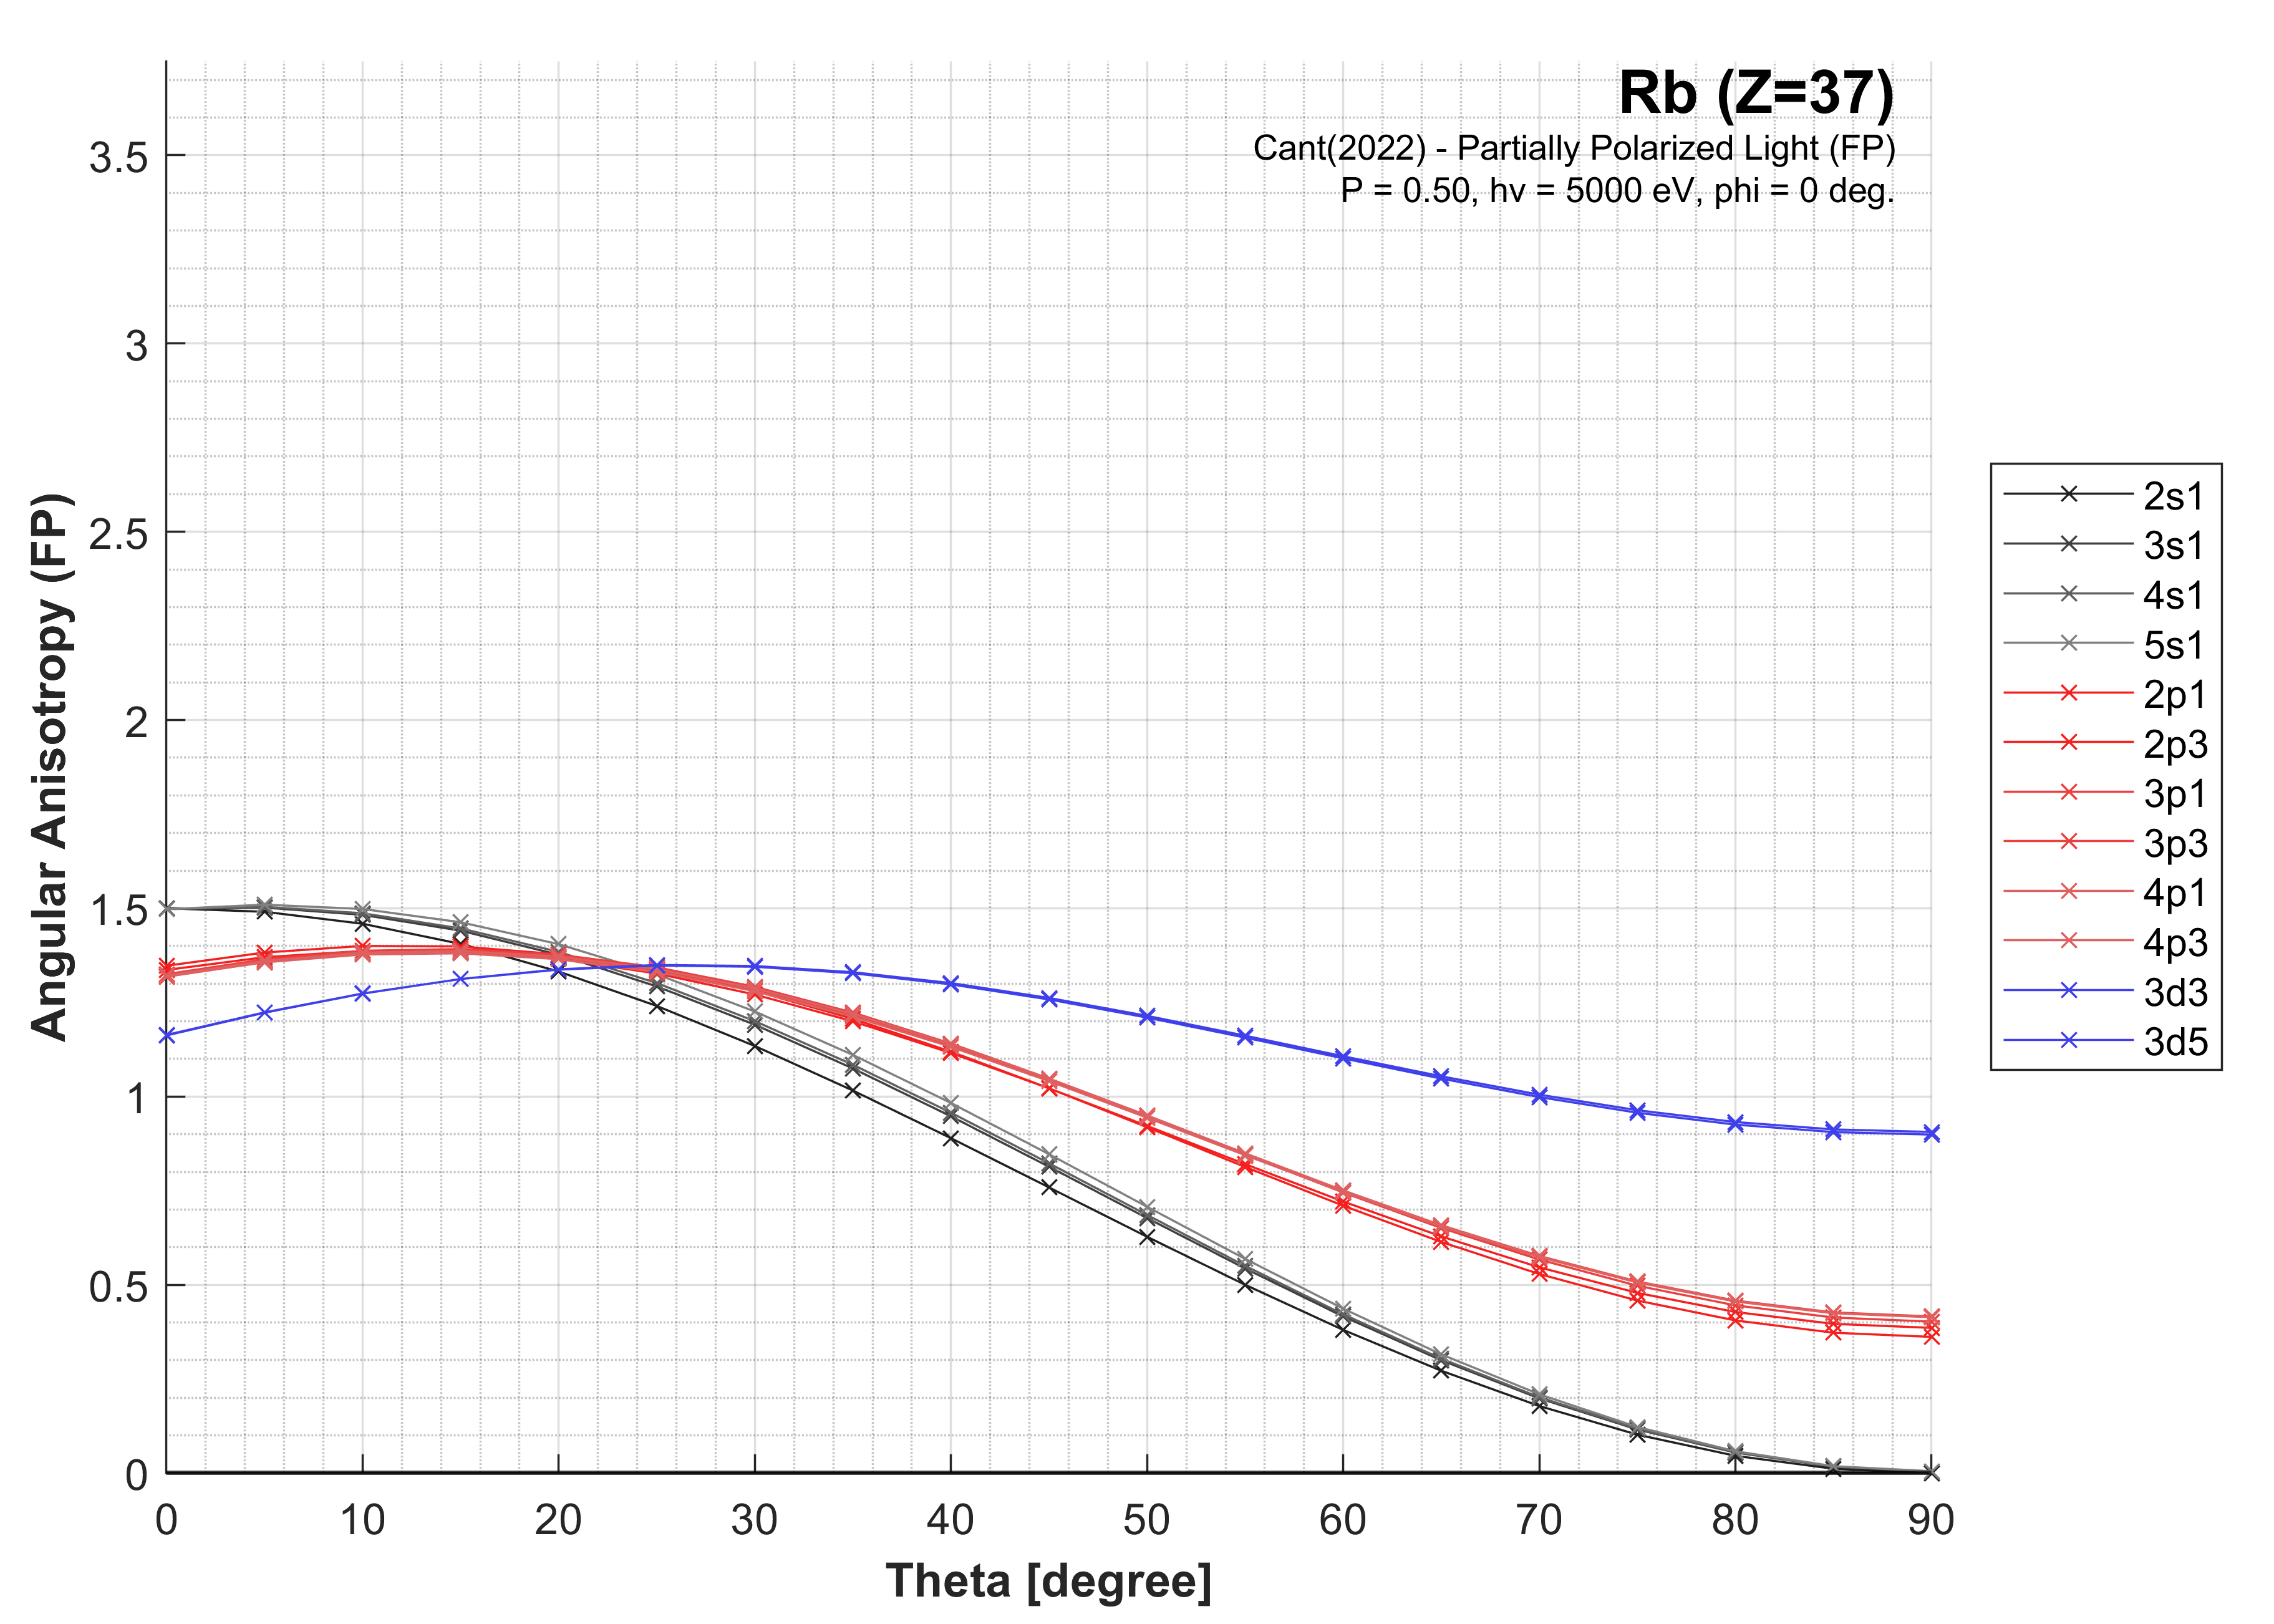 Rb (Z=37)
Cant(2022) - Partially Polarized Light (FP)
P = 0.50, hv = 5000 eV, phi = 0 deg.
Angular Anisotropy (FP)
3.5
3
2.5
2
1.5
1
0.5
0
0 10 20 30 40 50 60 70 80 90
Theta [degree]
2s1
3s1
4s1
5s1
2p1
2p3
3p1
3p3
4p1
4p3
3d3
3d5